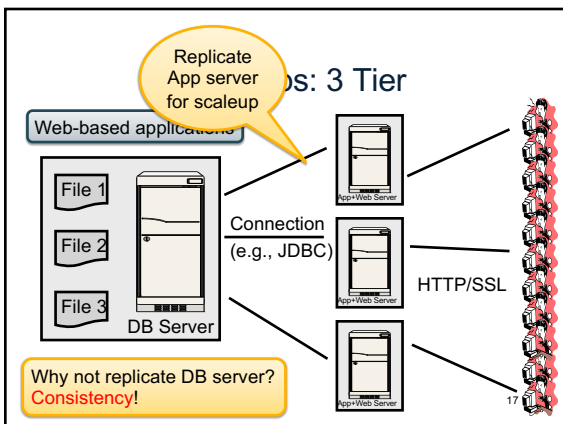 Replicate
App server
for scaleup
os: 3 Tier
Web-based applications
File 1
File 2
File 3
DB Server
Connection
(e.g., JDBC)
App+Web Server
App+Web Server
App+Web Server
HTTP/SSL
Why not replicate DB server?
Consistency!
17